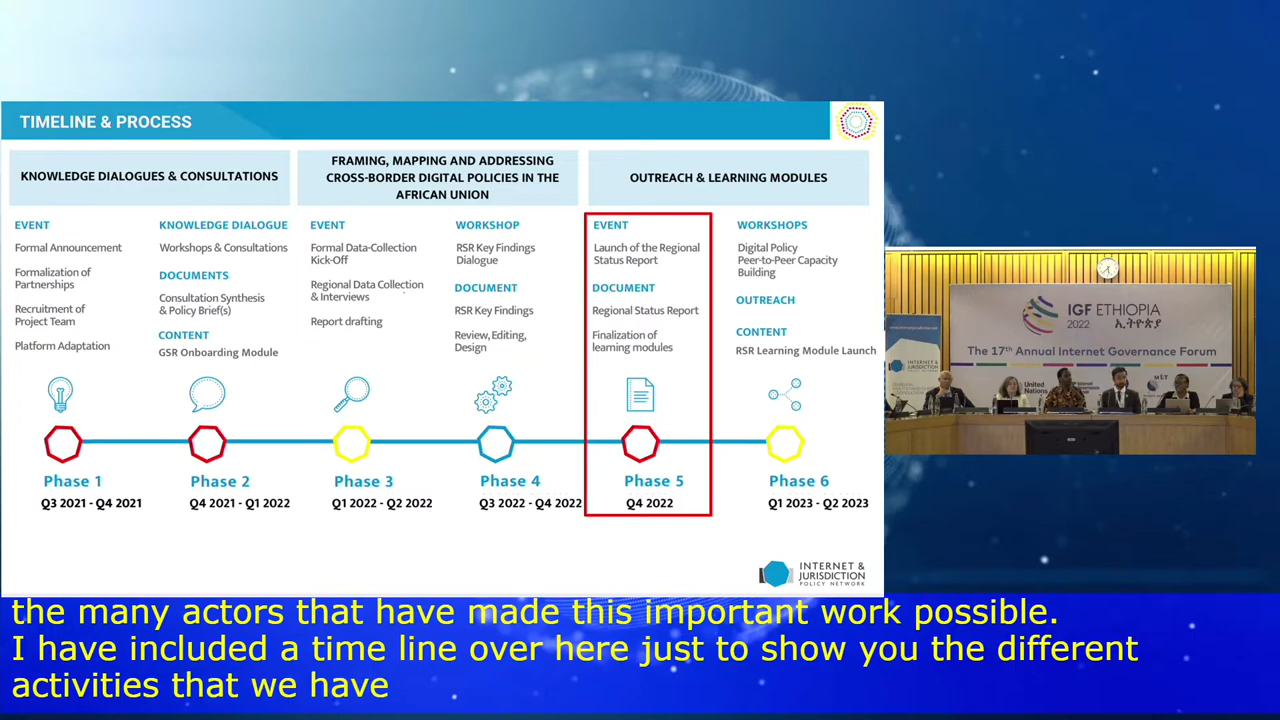 TIMELINE & PROCESS
KNOWLEDGE DIALOGUES & CONSULTATIONS
FRAMING, MAPPING AND ADDRESSING
CROSS-BORDER DIGITAL POLICIES IN THE
AFRICAN UNION
OUTREACH & LEARNING MODULES
EVENT
Formal Announcement
Formalization of
Partnerships
Recruitment of
Project Team
Platform Adaptation
KNOWLEDGE DIALOGUE
Workshops & Consultations
DOCUMENTS
Consultation Synthesis
& Policy Brief(s)
CONTENT
GSR Onboarding Module
EVENT
Formal Data-Collection
Kick-Off
Regional Data Collection
& Interviews
Report drafting
WORKSHOP
RSR Key Findings
Dialogue
DOCUMENT
RSR Key Findings
Review, Editing,
Design
EVENT
Launch of the Regional
Status Report
DOCUMENT
Regional Status Report
Finalization of
learning modules
WORKSHOPS
Digital Policy
Peer-to-Peer Capacity
Building
OUTREACH
CONTENT
RSR Learning Module Launch
Phase 1
Q3 2021 - Q4 2021
Phase 2
Q4 2021 - Q1 2022
Phase 3
Q1 2022 - Q2 2022
Phase 4
Q3 2022 - Q4 2022
Phase 5
Q4 2022
Phase 6
Q1 2023 - Q2 2023
INTERNET &
JURISDICTION
POLICY NETWORK
IGF ETHIOPIA
2022 ኢትዮጵያ
The 17th Annual Internet Governance Forum
INTERNET &
JURISDICTION
United
Nations
the many actors that have made this important work possible.
I have included a time line over here just to show you the different
activities that we have